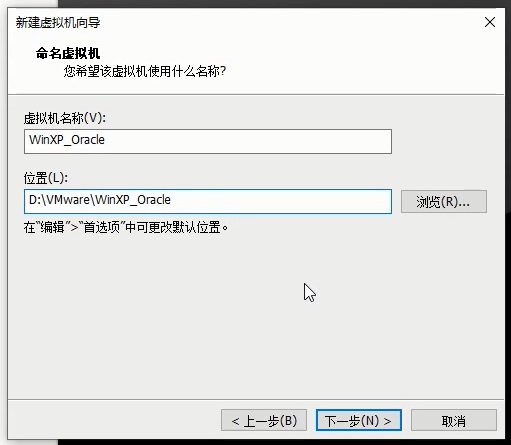 新建虚拟机向导
命名虚拟机
您希望该虚拟机使用什么名称?
虚拟机名称(V):
WinXP_Oracle
位置(L):
D:\VMware\WinXP_Oracle
浏览(R)...
在“编辑”>“首选项”中可更改默认位置。
< 上一步(B)
下一步(N) >
取消